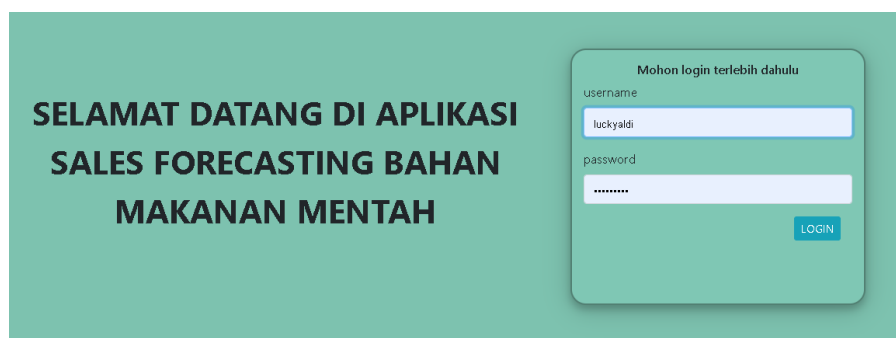 SELAMAT DATANG DI APLIKASI
SALES FORECASTING BAHAN
MAKANAN MENTAH
Mohon login terlebih dahulu
username
luckyaldi
password
•••••••••
LOGIN